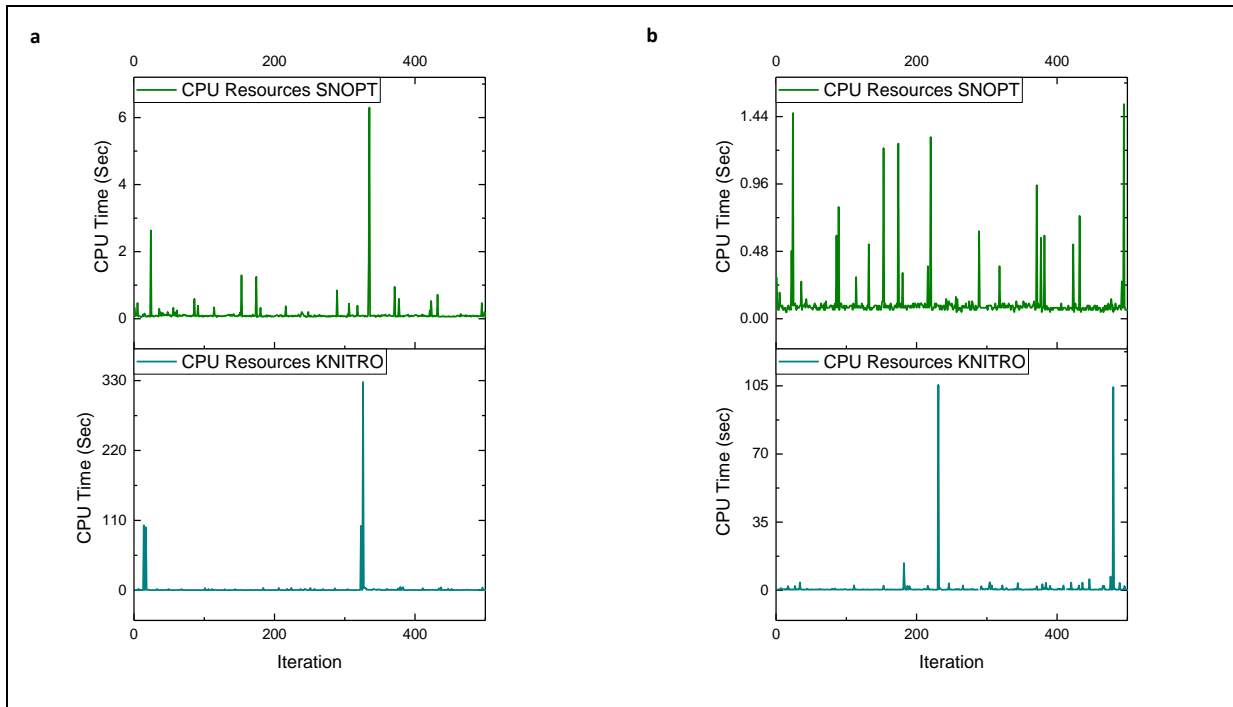 a
0 200 400
CPU Resources SNOPT
6
4
2
0
CPU Time (Sec)
CPU Resources KNITRO
330
220
110
0
CPU Time (Sec)
0 200 400
Iteration
b
0 200 400
CPU Resources SNOPT
1.44
0.96
0.48
0.00
CPU Time (Sec)
CPU Resources KNITRO
105
70
35
0
CPU Time (sec)
0 200 400
Iteration